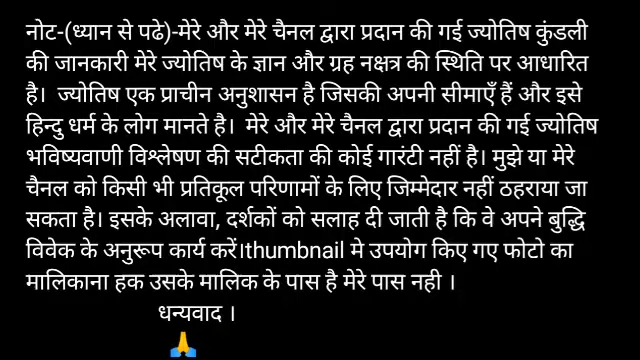 नोट-(ध्यान से पढे)-मेरे और मेरे चैनल द्वारा प्रदान की गई ज्योतिष कुंडली
की जानकारी मेरे ज्योतिष के ज्ञान और ग्रह नक्षत्र की स्थिति पर आधारित
है। ज्योतिष एक प्राचीन अनुशासन है जिसकी अपनी सीमाएँ हैं और इसे
हिन्दु धर्म के लोग मानते है। मेरे और मेरे चैनल द्वारा प्रदान की गई ज्योतिष
भविष्यवाणी विश्लेषण की सटीकता की कोई गारंटी नहीं है। मुझे या मेरे
चैनल को किसी भी प्रतिकूल परिणामों के लिए जिम्मेदार नहीं ठहराया जा
सकता है। इसके अलावा, दर्शकों को सलाह दी जाती है कि वे अपने बुद्धि
विवेक के अनुरूप कार्य करें।thumbnail मे उपयोग किए गए फोटो का
मालिकाना हक उसके मालिक के पास है मेरे पास नही ।
धन्यवाद ।
🙏